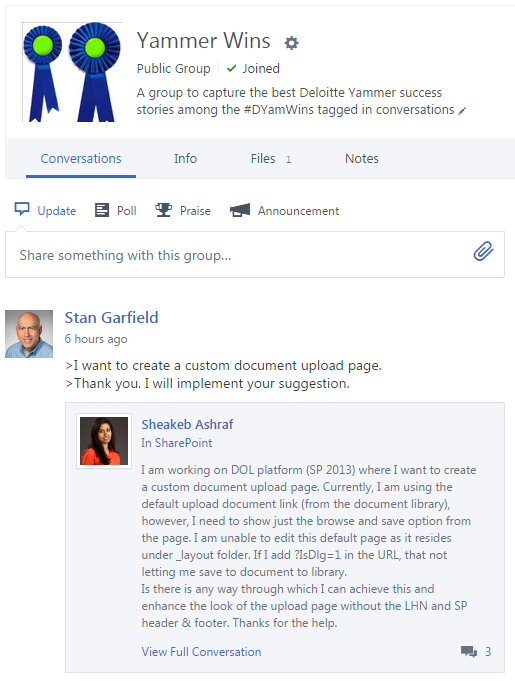 Yammer Wins
Public Group Joined
A group to capture the best Deloitte Yammer success
stories among the #DYamWins tagged in conversations
Conversations Info Files 1 Notes
Update Poll Praise Announcement
Share something with this group...
Stan Garfield
6 hours ago
>I want to create a custom document upload page.
>Thank you. I will implement your suggestion.
Sheakeb Ashraf
In SharePoint
I am working on DOL platform (SP 2013) where I want to create
a custom document upload page. Currently, I am using the
default upload document link (from the document library),
however, I need to show just the browse and save option from
the page. I am unable to edit this default page as it resides
under _layout folder. If I add ?IsDlg=1 in the URL, that not
letting me save to document to library.
Is there is any way through which I can achieve this and
enhance the look of the upload page without the LHN and SP
header & footer. Thanks for the help.
View Full Conversation 3